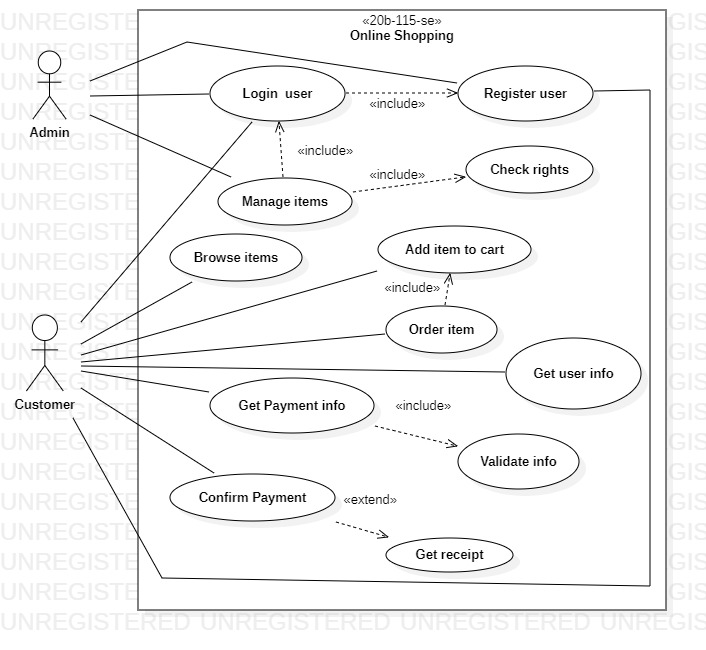 «20b-115-se»
Online Shopping
Admin
Login user
«include»
Register user
«include»
Manage items
«include»
Check rights
Browse items
Add item to cart
«include»
Order item
Customer
Get user info
Get Payment info
«include»
Validate info
Confirm Payment
«extend»
Get receipt
UNREGISTERED UNREGISTERED UNREGISTERED UNREGISTERED